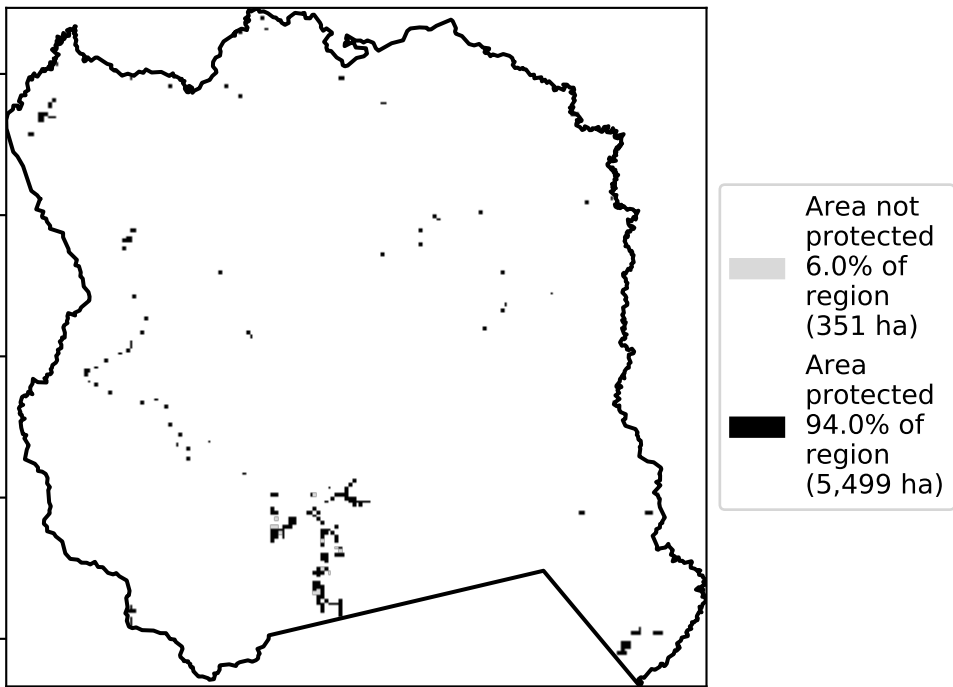 Area not
protected
6.0% of
region
(351 ha)
Area
protected
94.0% of
region
(5,499 ha)